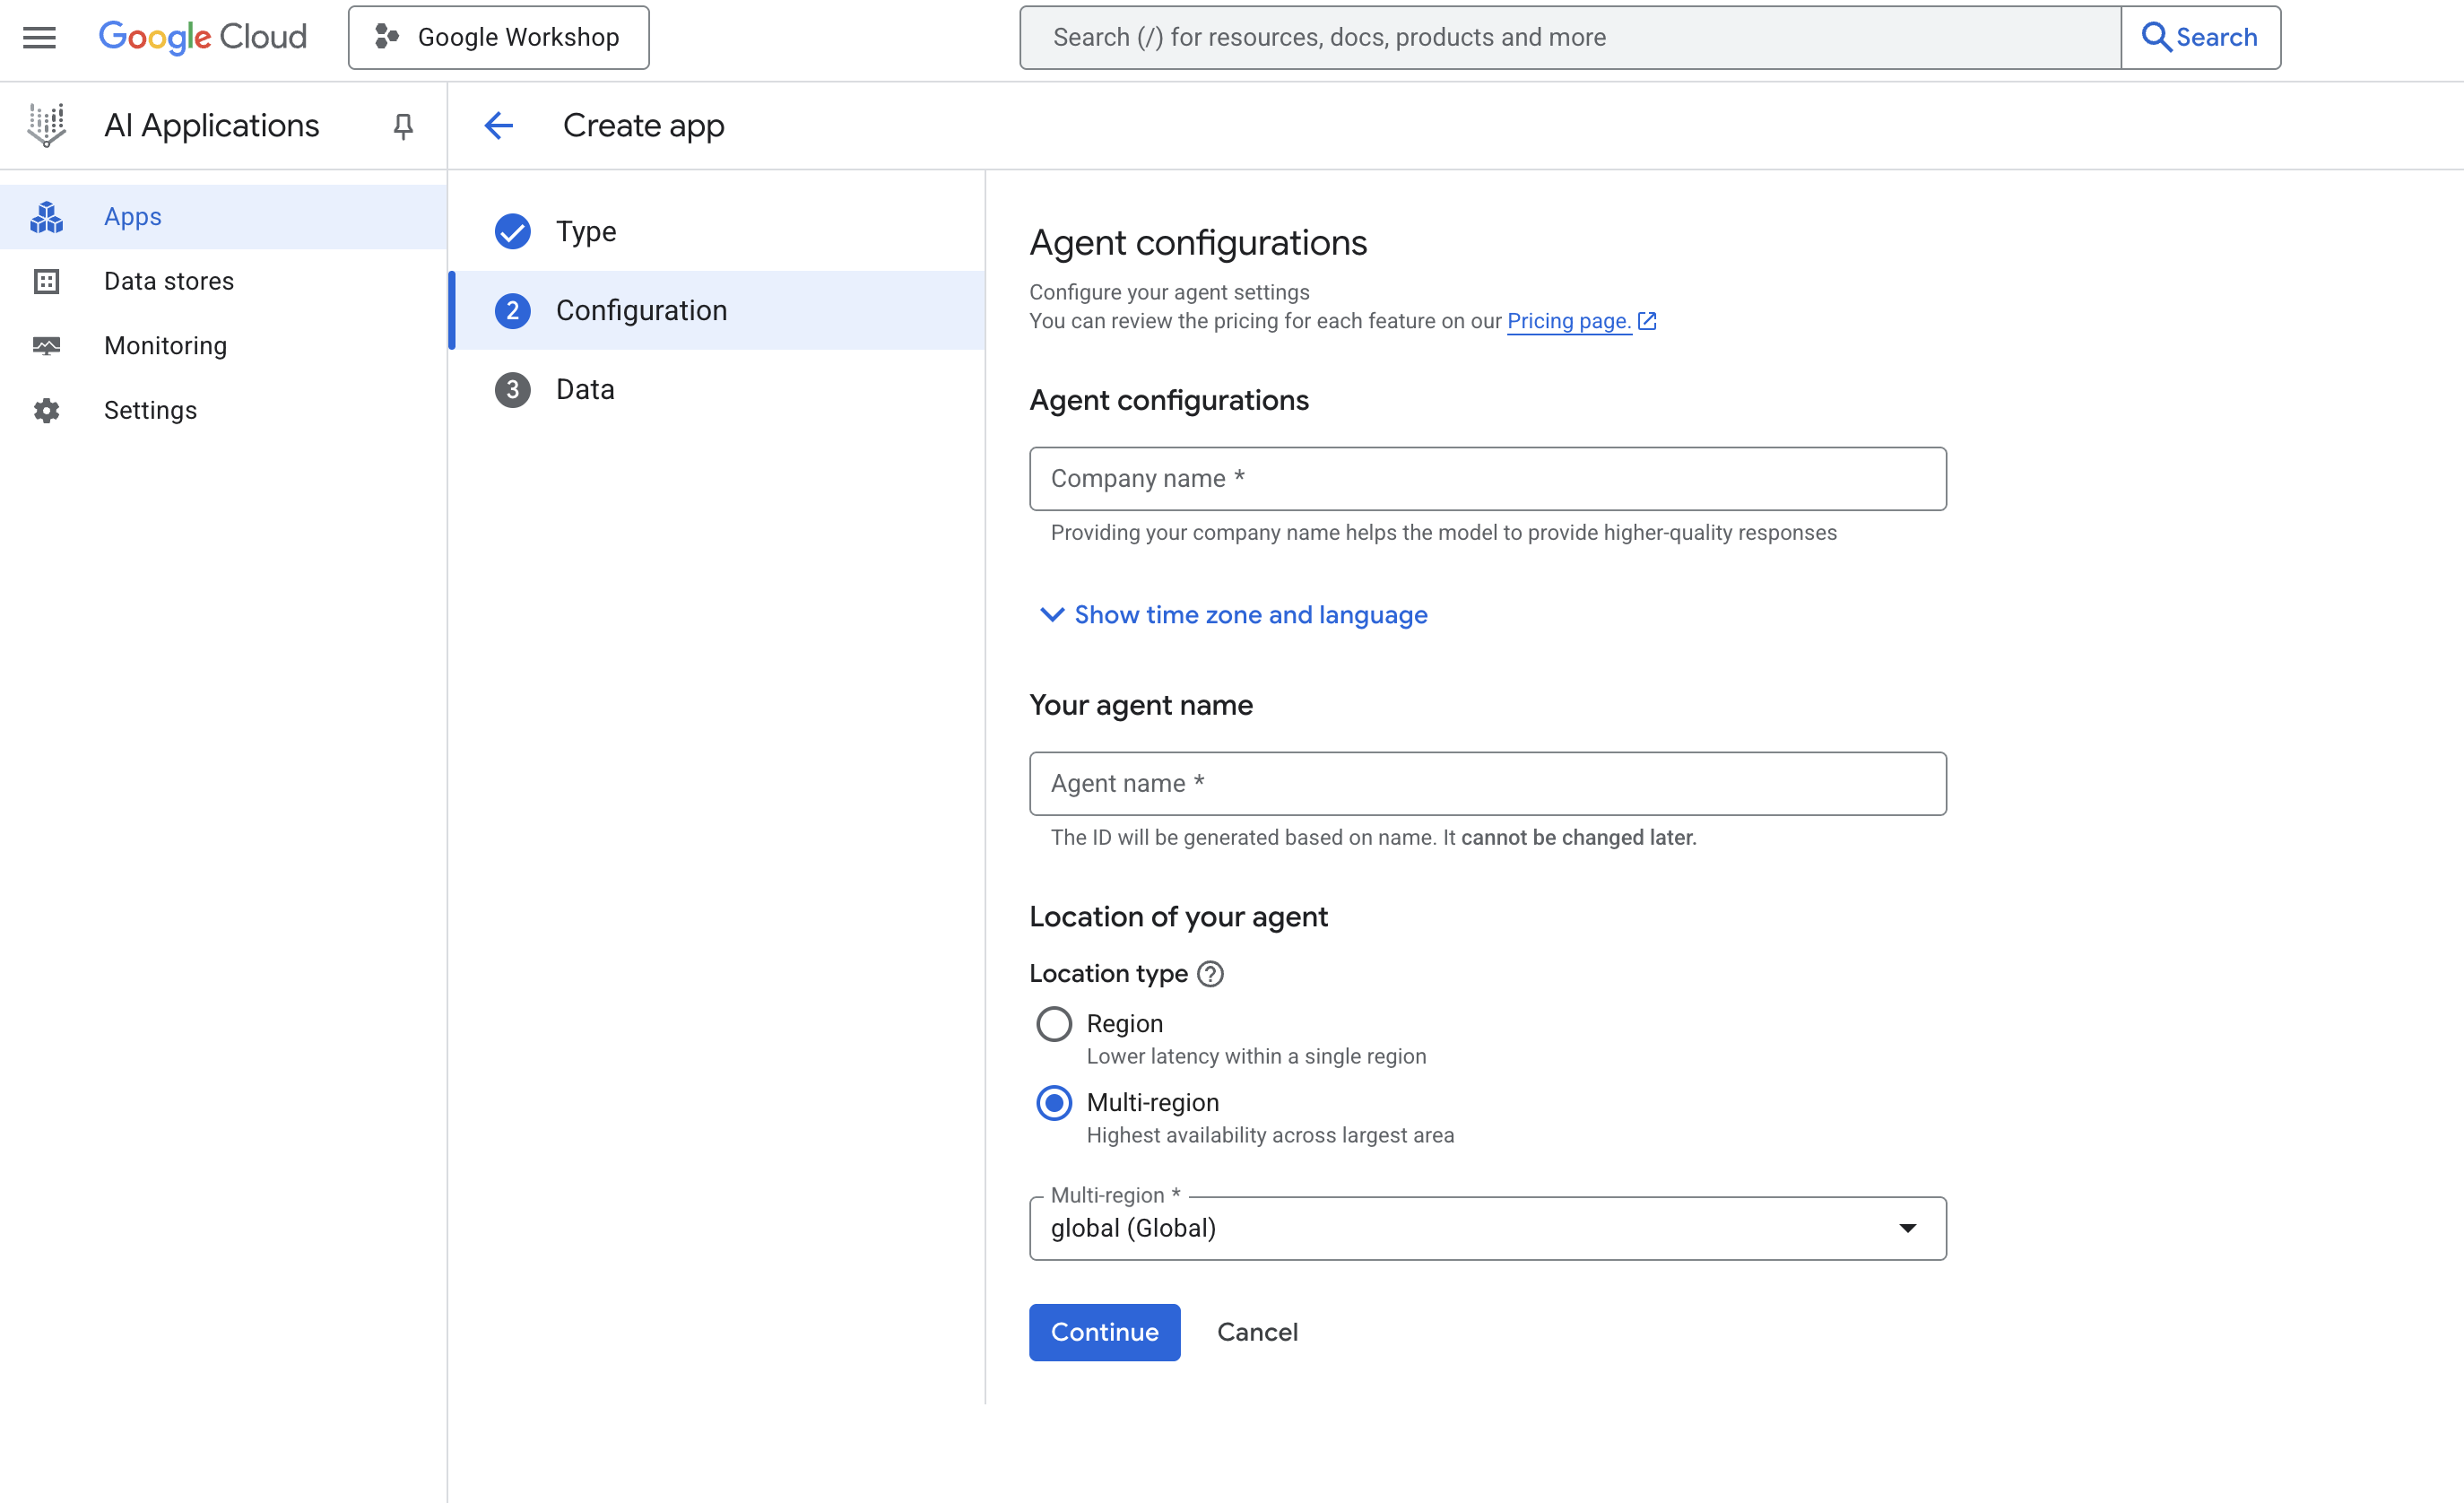 Google Cloud
Google Workshop
Search (/) for resources, docs, products and more
Search
AI Applications
Create app
Apps
Data stores
Monitoring
Settings
Type
2 Configuration
3 Data
Agent configurations
Configure your agent settings
You can review the pricing for each feature on our Pricing page.
Agent configurations
Company name *
Providing your company name helps the model to provide higher-quality responses
Show time zone and language
Your agent name
Agent name *
The ID will be generated based on name. It cannot be changed later.
Location of your agent
Location type
Region
Lower latency within a single region
Multi-region
Highest availability across largest area
Multi-region *
global (Global)
Continue
Cancel